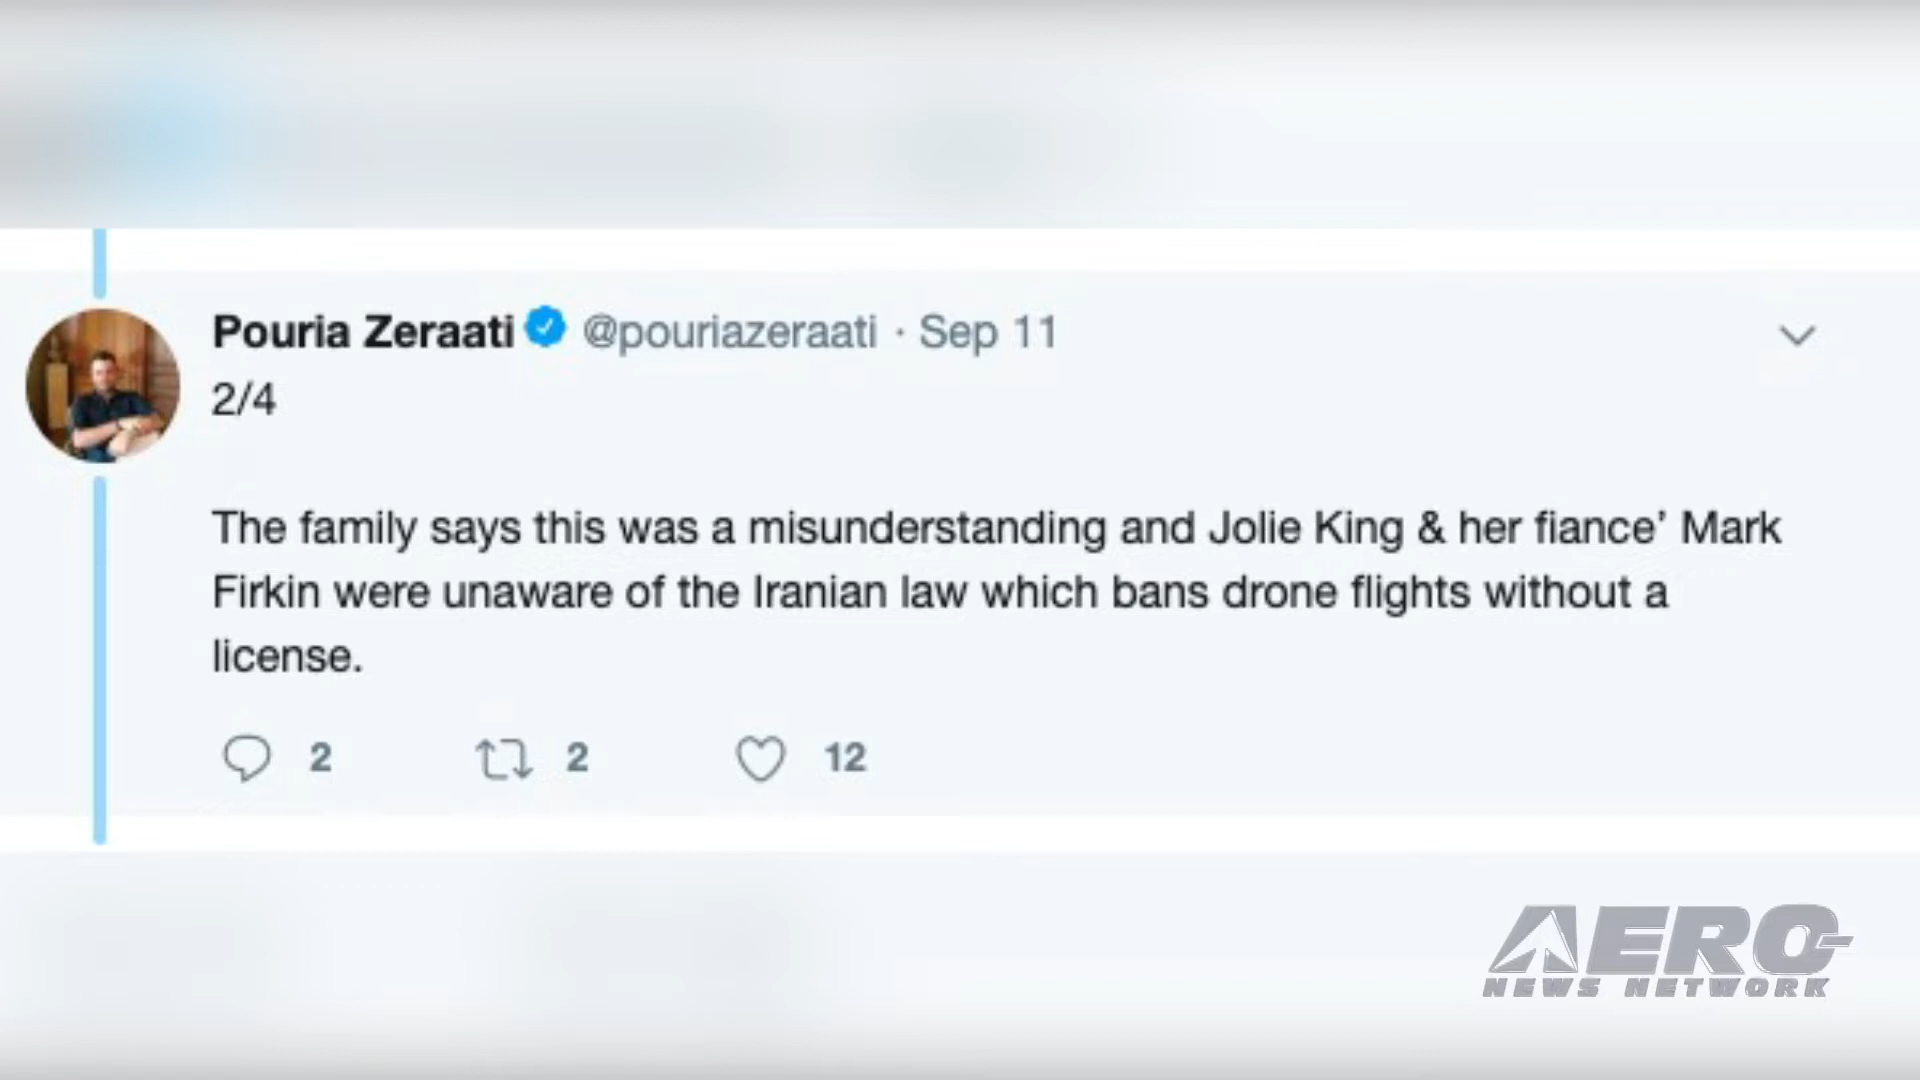 Pouria Zeraati @pouriazeraati · Sep 11
2/4
The family says this was a misunderstanding and Jolie King & her fiance’ Mark
Firkin were unaware of the Iranian law which bans drone flights without a
license.
2 2 12
AERO-
NEWS NETWORK